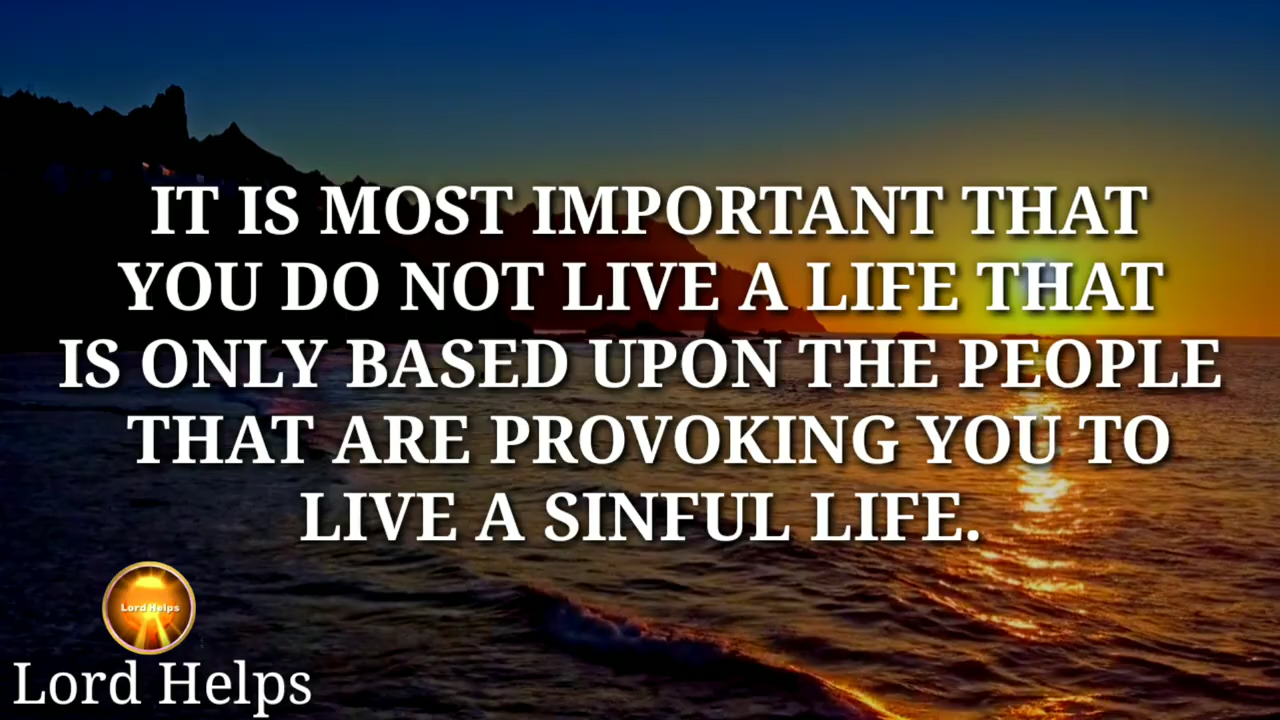 IT IS MOST IMPORTANT THAT
YOU DO NOT LIVE A LIFE THAT
IS ONLY BASED UPON THE PEOPLE
THAT ARE PROVOKING YOU TO
LIVE A SINFUL LIFE.
Lord Helps
Lord Helps